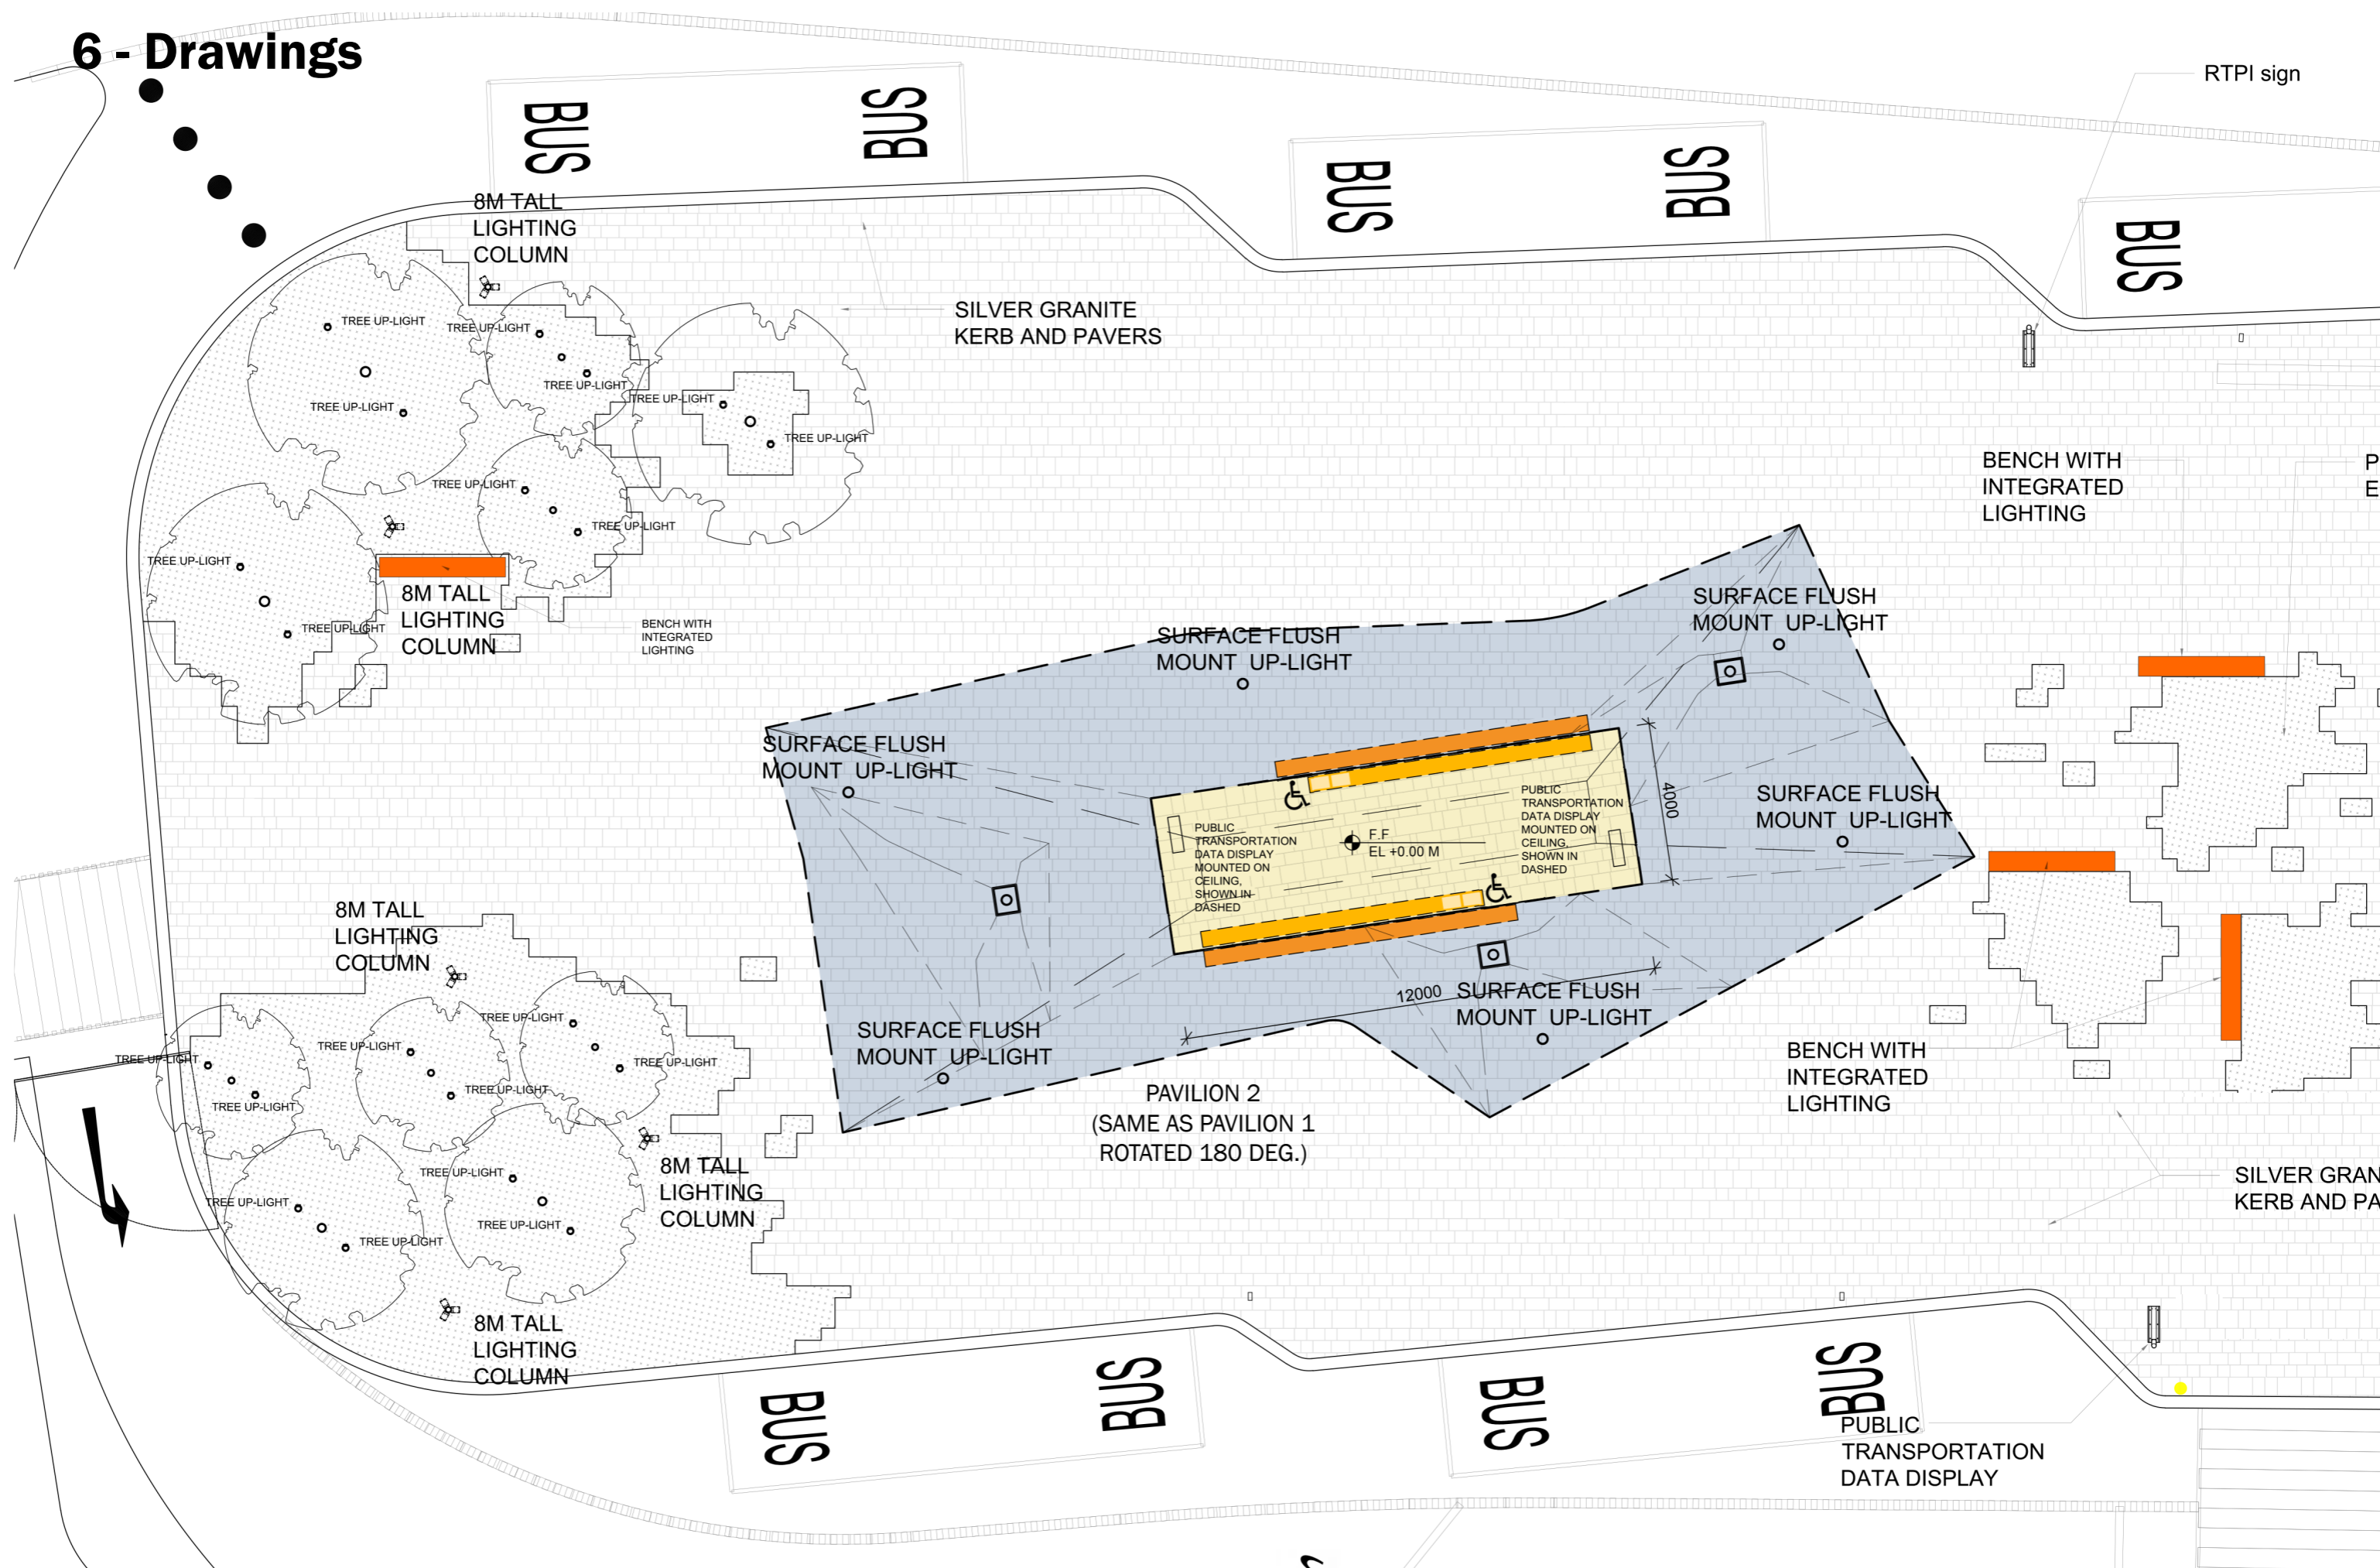 6 - Drawings
BUS
BUS
BUS
BUS
BUS
RTPI sign
8M TALL
LIGHTING
COLUMN
SILVER GRANITE
KERB AND PAVERS
TREE UP-LIGHT
TREE UP-LIGHT
TREE UP-LIGHT
TREE UP-LIGHT
TREE UP-LIGHT
TREE UP-LIGHT
TREE UP-LIGHT
TREE UP-LIGHT
TREE UP-LIGHT
TREE UP-LIGHT
8M TALL
LIGHTING
COLUMN
BENCH WITH
INTEGRATED
LIGHTING
BENCH WITH
INTEGRATED
LIGHTING
P
E
SURFACE FLUSH
MOUNT UP-LIGHT
SURFACE FLUSH
MOUNT UP-LIGHT
SURFACE FLUSH
MOUNT UP-LIGHT
SURFACE FLUSH
MOUNT UP-LIGHT
4000
PUBLIC
TRANSPORTATION
DATA DISPLAY
MOUNTED ON
CEILING,
SHOWN IN
DASHED
F.F
EL +0.00 M
PUBLIC
TRANSPORTATION
DATA DISPLAY
MOUNTED ON
CEILING,
SHOWN IN
DASHED
12000
SURFACE FLUSH
MOUNT UP-LIGHT
SURFACE FLUSH
MOUNT UP-LIGHT
PAVILION 2
(SAME AS PAVILION 1
ROTATED 180 DEG.)
8M TALL
LIGHTING
COLUMN
TREE UP-LIGHT
TREE UP-LIGHT
TREE UP-LIGHT
TREE UP-LIGHT
TREE UP-LIGHT
TREE UP-LIGHT
TREE UP-LIGHT
TREE UP-LIGHT
TREE UP-LIGHT
TREE UP-LIGHT
8M TALL
LIGHTING
COLUMN
BENCH WITH
INTEGRATED
LIGHTING
SILVER GRAN
KERB AND PA
8M TALL
LIGHTING
COLUMN
BUS
BUS
BUS
BUS
PUBLIC
TRANSPORTATION
DATA DISPLAY